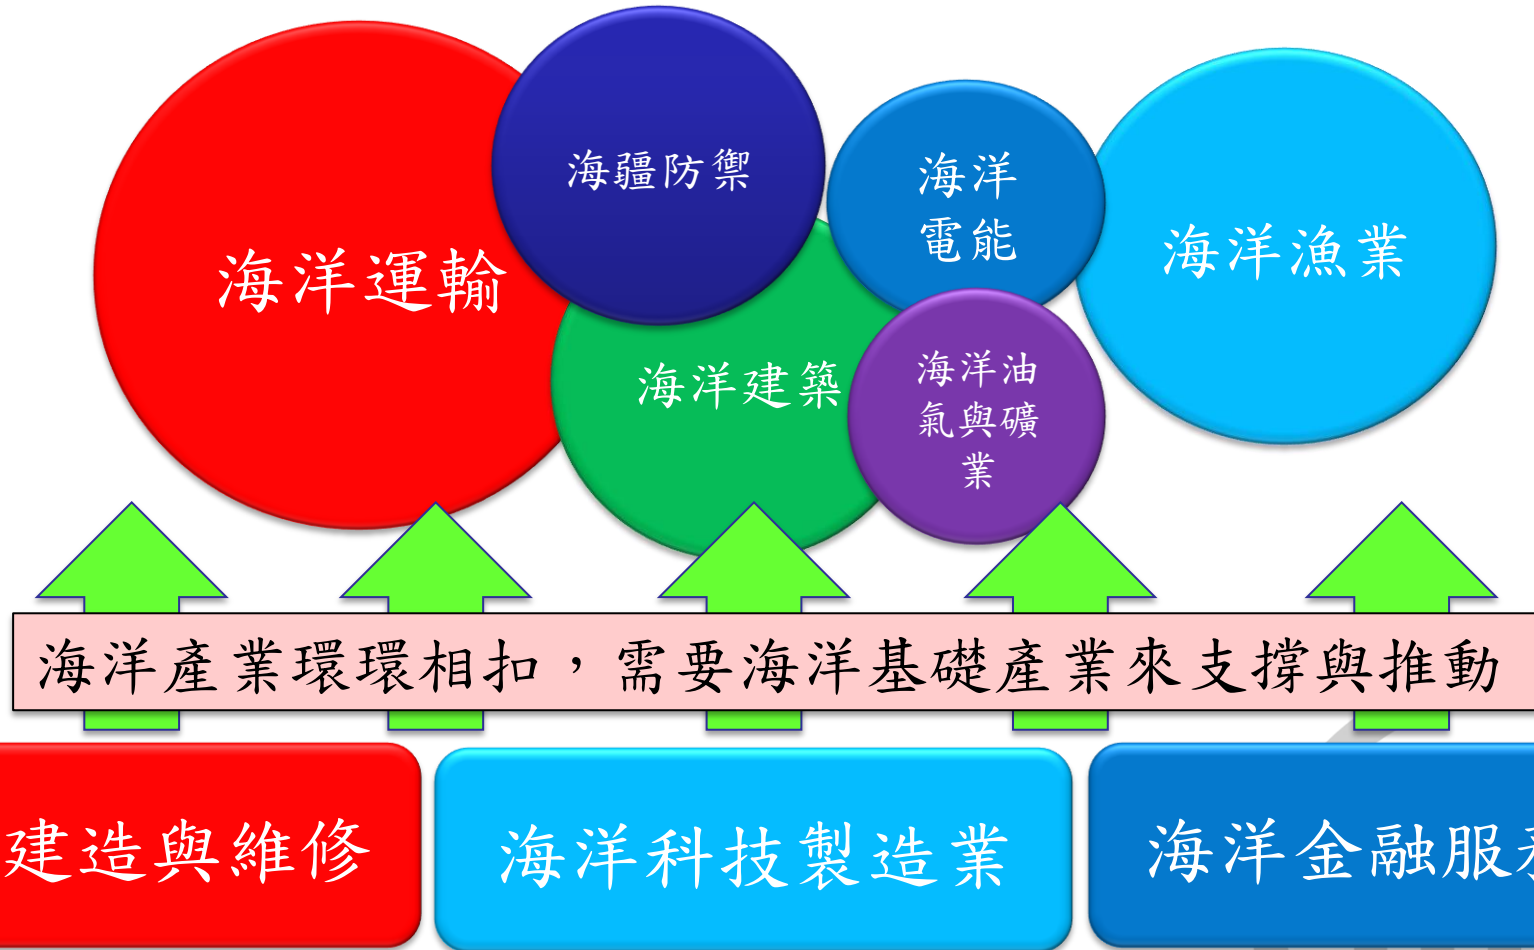 海疆防禦
海洋
電能
海洋漁業
海洋運輸
海洋建築
海洋油
氣與礦
業
海洋產業環環相扣，需要海洋基礎產業來支撐與推動
建造與維修
海洋科技製造業
海洋金融服